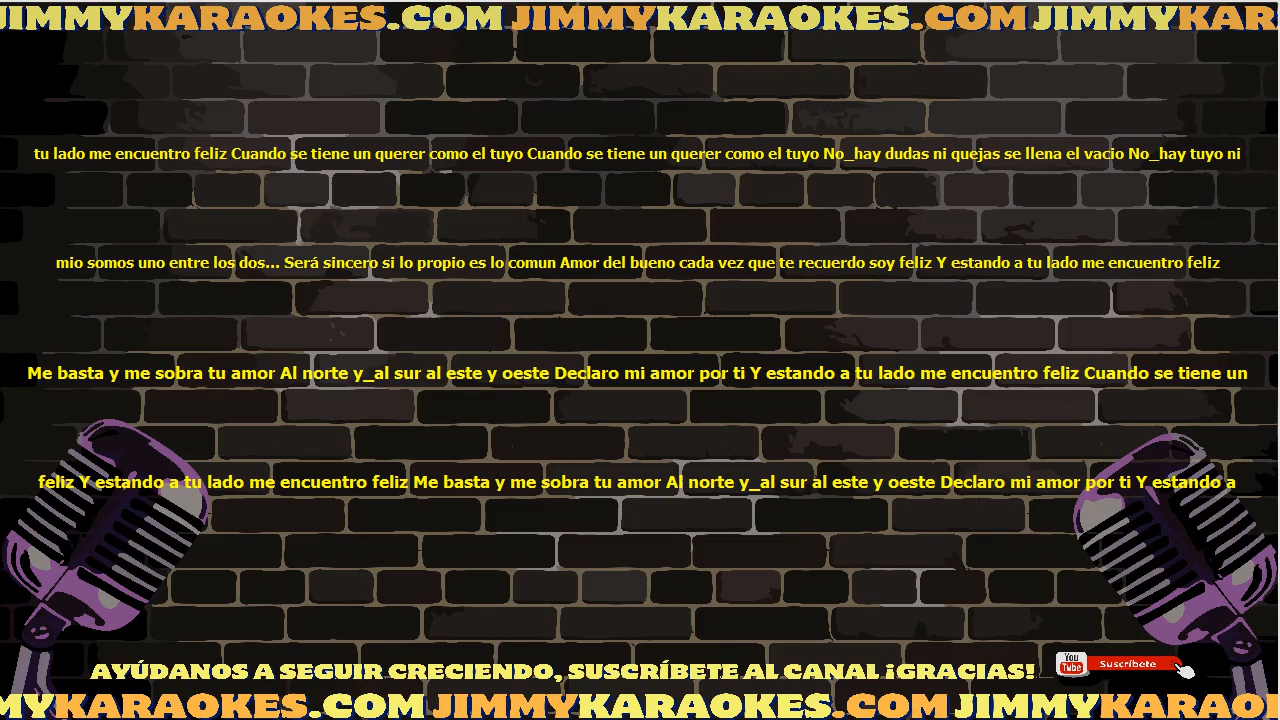 JIMMYKARAOKES.COM JIMMYKARAOKES.COM JIMMYKAR
tu lado me encuentro feliz Cuando se tiene un querer como el tuyo Cuando se tiene un querer como el tuyo No_hay dudas ni quejas se llena el vacio No_hay tuyo ni
mio somos uno entre los dos... Será sincero si lo propio es lo comun Amor del bueno cada vez que te recuerdo soy feliz Y estando a tu lado me encuentro feliz
Me basta y me sobra tu amor Al norte y_al sur al este y oeste Declaro mi amor por ti Y estando a tu lado me encuentro feliz Cuando se tiene un
feliz Y estando a tu lado me encuentro feliz Me basta y me sobra tu amor Al norte y_al sur al este y oeste Declaro mi amor por ti Y estando a
AYÚDANOS A SEGUIR CRECIENDO, SUSCRÍBETE AL CANAL ¡GRACIAS!
You Tube Suscríbete
MYKARAOKES.COM JIMMYKARAOKES.COM JIMMYKARAO